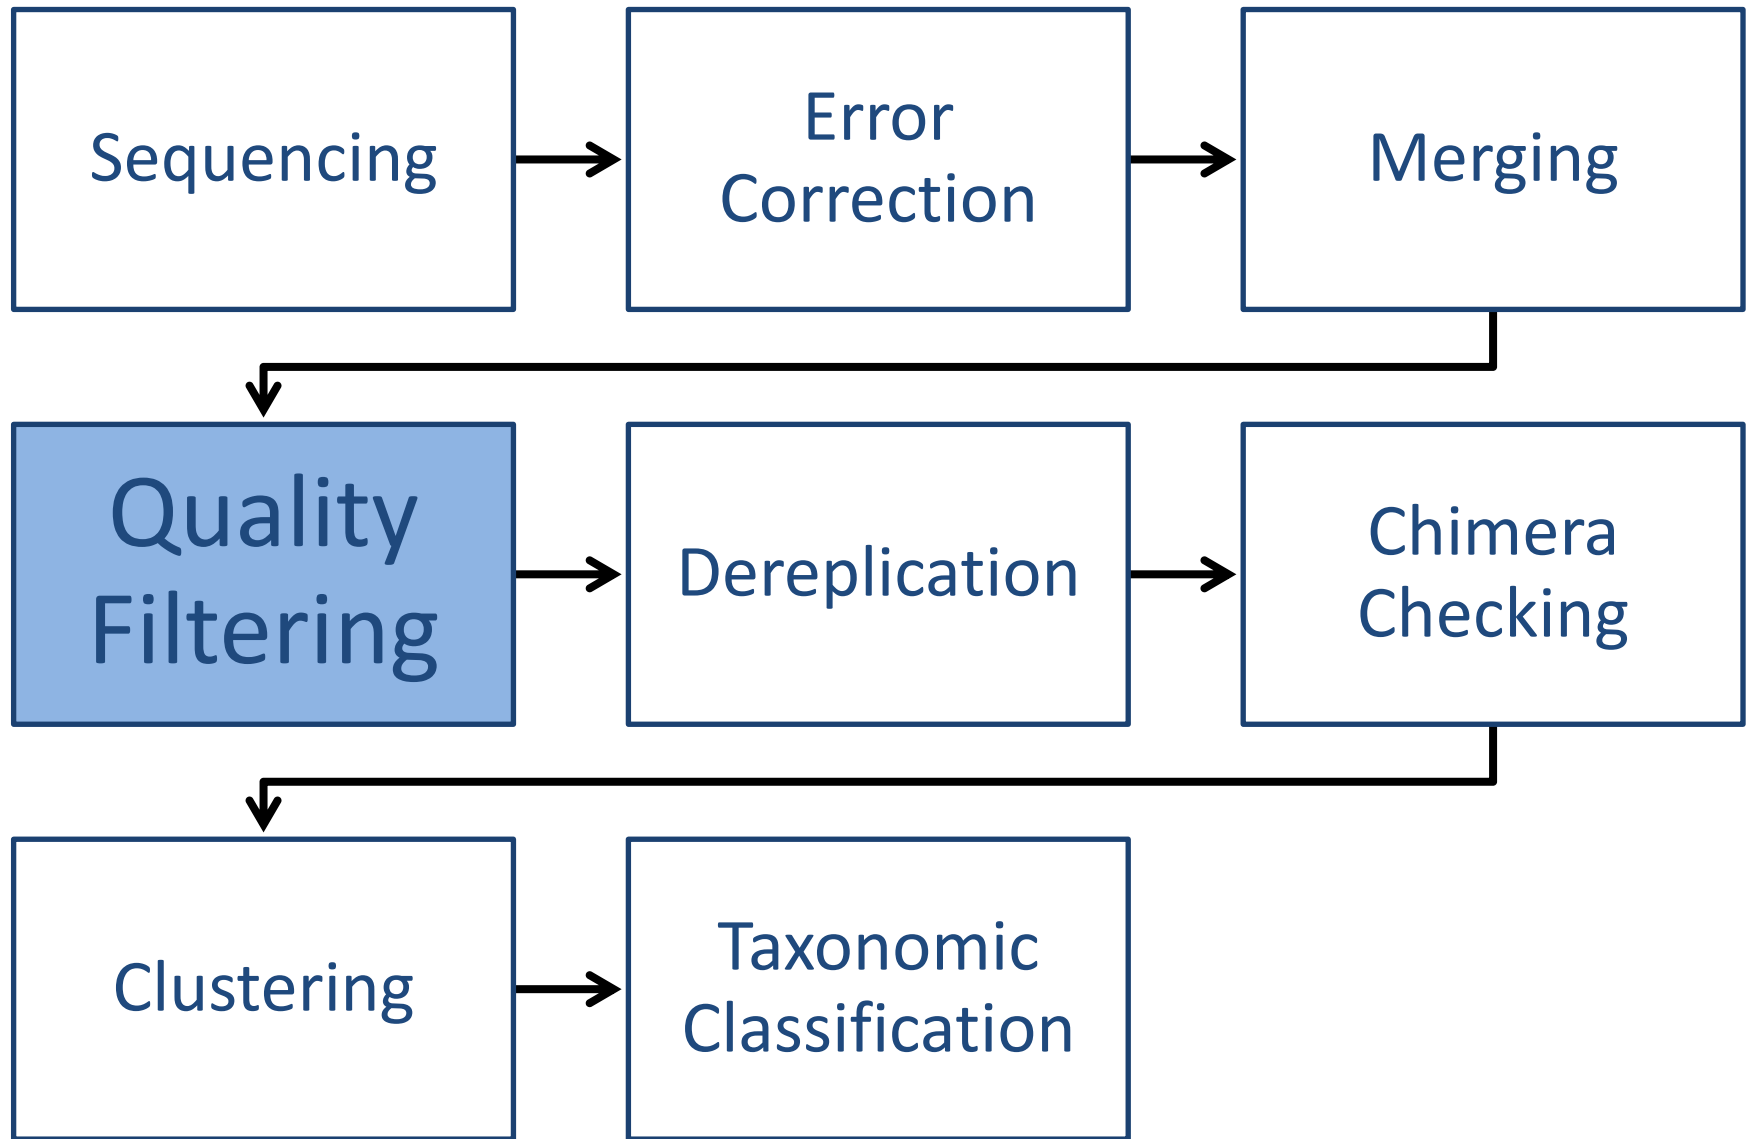 Sequencing
Error
Correction
Merging
Quality
Filtering
Dereplication
Chimera
Checking
Clustering
Taxonomic
Classification